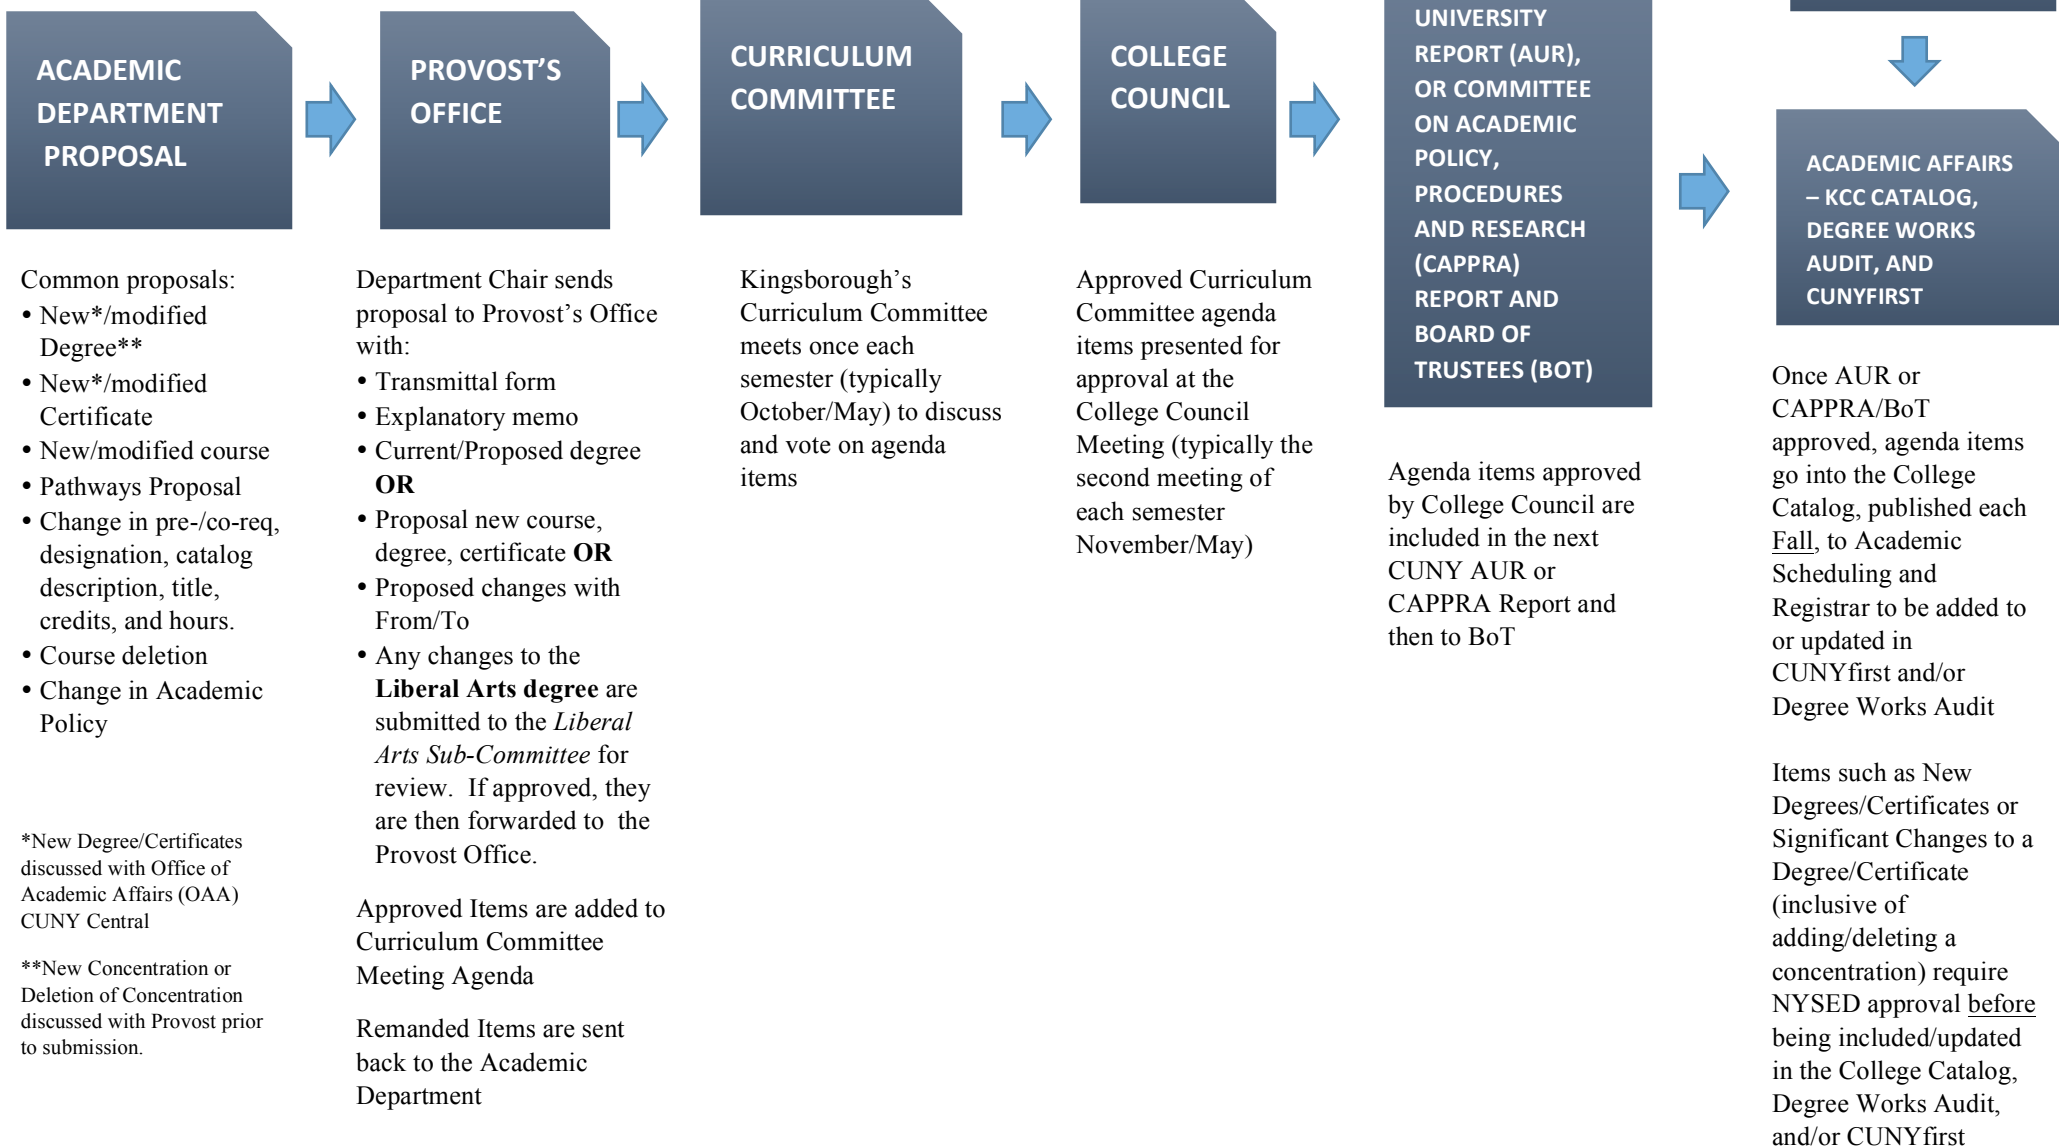 ACADEMIC
DEPARTMENT
PROPOSAL
Common proposals:
• New*/modified
Degree**
• New*/modified
Certificate
• New/modified course
• Pathways Proposal
• Change in pre-/co-req,
designation, catalog
description, title,
credits, and hours.
• Course deletion
• Change in Academic
Policy
*New Degree/Certificates
discussed with Office of
Academic Affairs (OAA)
CUNY Central
**New Concentration or
Deletion of Concentration
discussed with Provost prior
to submission.
PROVOST’S
OFFICE
Department Chair sends
proposal to Provost’s Office
with:
• Transmittal form
• Explanatory memo
• Current/Proposed degree
OR
• Proposal new course,
degree, certificate OR
• Proposed changes with
From/To
• Any changes to the
Liberal Arts degree are
submitted to the Liberal
Arts Sub-Committee for
review.  If approved, they
are then forwarded to  the
Provost Office.
Approved Items are added to
Curriculum Committee
Meeting Agenda
Remanded Items are sent
back to the Academic
Department
CURRICULUM
COMMITTEE
Kingsborough’s
Curriculum Committee
meets once each
semester (typically
October/May) to discuss
and vote on agenda
items
COLLEGE
COUNCIL
Approved Curriculum
Committee agenda
items presented for
approval at the
College Council
Meeting (typically the
second meeting of
each semester
November/May)
UNIVERSITY
REPORT (AUR),
OR COMMITTEE
ON ACADEMIC
POLICY,
PROCEDURES
AND RESEARCH
(CAPPRA)
REPORT AND
BOARD OF
TRUSTEES (BOT)
Agenda items approved
by College Council are
included in the next
CUNY AUR or
CAPPRA Report and
then to BoT
ACADEMIC AFFAIRS
– KCC CATALOG,
DEGREE WORKS
AUDIT, AND
CUNYFIRST
Once AUR or
CAPPRA/BoT
approved, agenda items
go into the College
Catalog, published each
Fall, to Academic
Scheduling and
Registrar to be added to
or updated in
CUNYfirst and/or
Degree Works Audit
Items such as New
Degrees/Certificates or
Significant Changes to a
Degree/Certificate
(inclusive of
adding/deleting a
concentration) require
NYSED approval before
being included/updated
in the College Catalog,
Degree Works Audit,
and/or CUNYfirst